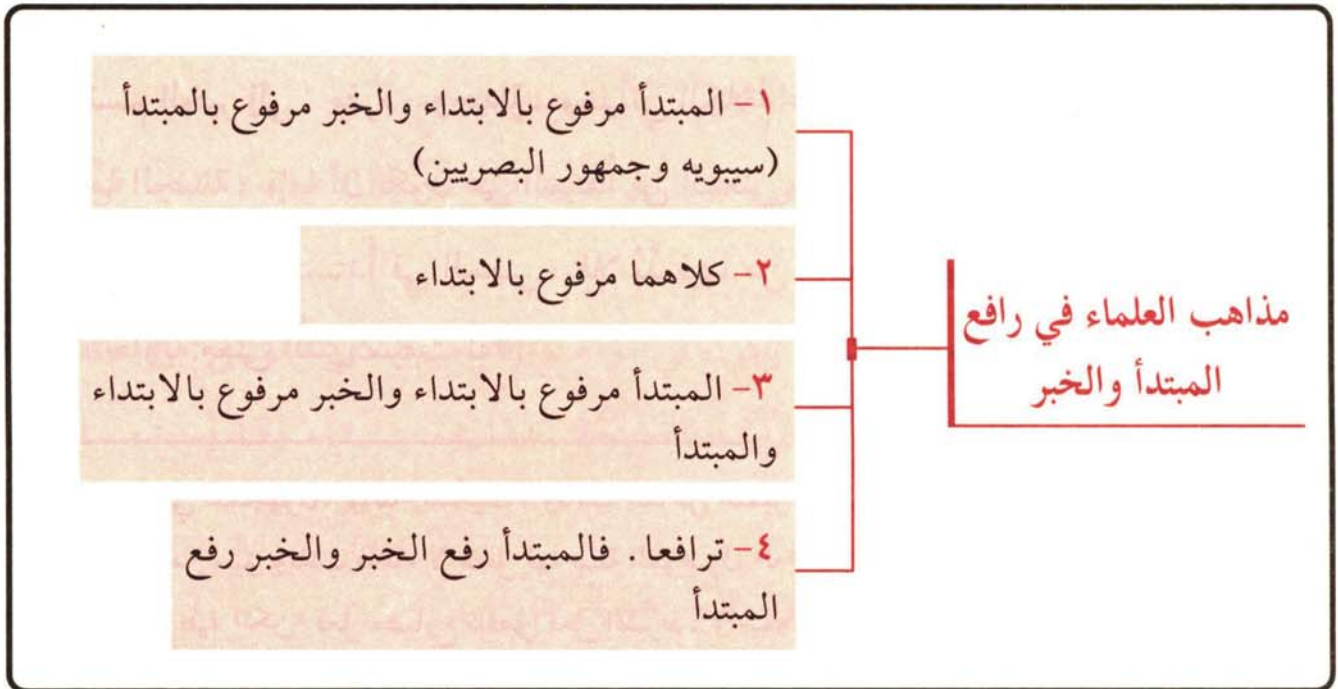 مذاهب العلماء في رافع
المبتدأ والخبر
١- المبتدأ مرفوع بالابتداء والخبر مرفوع بالمبتدأ
(سيبويه وجمهور البصريين)
٢- كلاهما مرفوع بالابتداء
٣- المبتدأ مرفوع بالابتداء والخبر مرفوع بالابتداء
والمبتدأ
٤- ترافعا. فالمبتدأ رفع الخبر والخبر رفع
المبتدأ